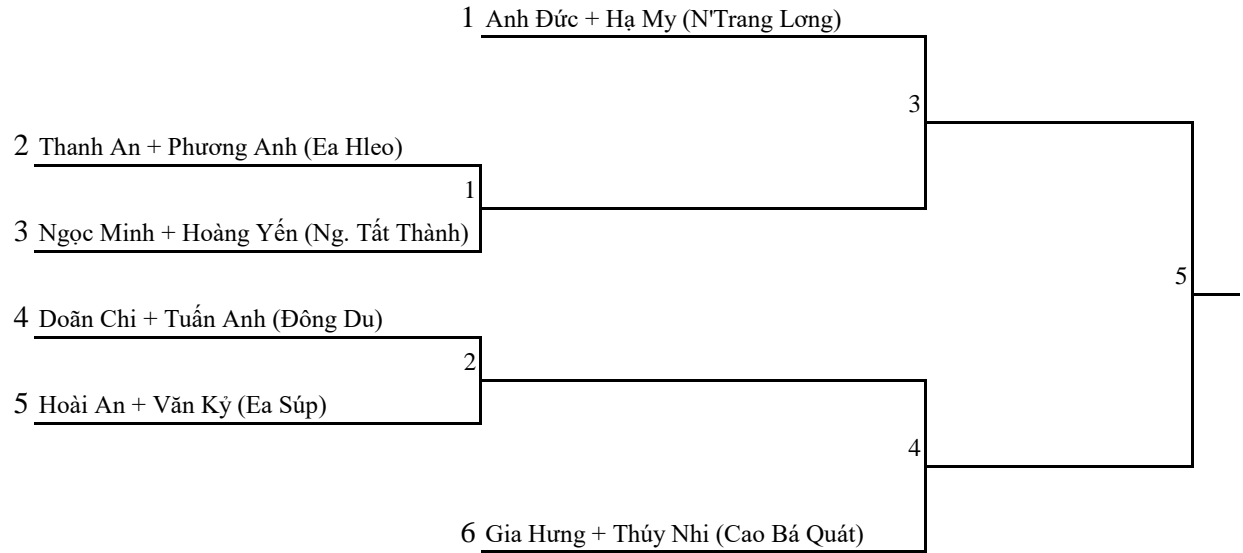 1 Anh Đức + Hạ My (N'Trang Lơng)
3
2 Thanh An + Phương Anh (Ea Hleo)
1
3 Ngọc Minh + Hoàng Yến (Ng. Tất Thành)
5
4 Doãn Chi + Tuấn Anh (Đông Du)
2
5 Hoài An + Văn Kỷ (Ea Súp)
4
6 Gia Hưng + Thúy Nhi (Cao Bá Quát)